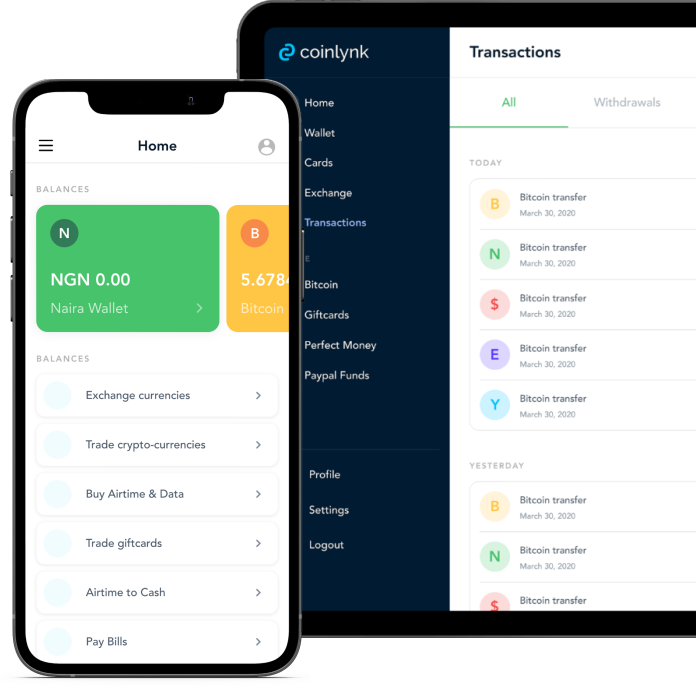 Home
BALANCES
N
B
NGN 0.00
5.678
Naira Wallet
Bitcoin
BALANCES
Exchange currencies
Trade crypto-currencies
Buy Airtime & Data
Trade giftcards
Airtime to Cash
Pay Bills
coinlynk
Home
Wallet
Cards
Exchange
Transactions
E
Bitcoin
Giftcards
Perfect Money
Paypal Funds
Profile
Settings
Logout
Transactions
All
Withdrawals
TODAY
B
Bitcoin transfer
March 30, 2020
N
Bitcoin transfer
March 30, 2020
$
Bitcoin transfer
March 30, 2020
E
Bitcoin transfer
March 30, 2020
Y
Bitcoin transfer
March 30, 2020
YESTERDAY
B
Bitcoin transfer
March 30, 2020
N
Bitcoin transfer
March 30, 2020
$
Bitcoin transfer